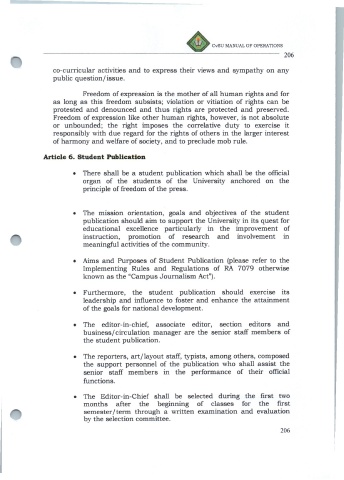 CvSU MANUAL OF OPERATIONS
206
co-curricular activities and to express their views and sympathy on any
public question/issue.
Freedom of expression is the mother of all human rights and for
as long as this freedom subsists; violation or vitiation of rights can be
protested and denounced and thus rights are protected and preserved.
Freedom of expression like other human rights, however, is not absolute
or unbounded; the right imposes the correlative duty to exercise it
responsibly with due regard for the rights of others in the larger interest
of harmony and welfare of society, and to preclude mob rule.
Article 6. Student Publication
• There shall be a student publication which shall be the official
organ of the students of the University anchored on the
principle of freedom of the press.
• The mission orientation, goals and objectives of the student
publication should aim to support the University in its quest for
educational excellence particularly in the improvement of
instruction, promotion of research and involvement in
meaningful activities of the community.
• Aims and Purposes of Student Publication (please refer to the
Implementing Rules and Regulations of RA 7079 otherwise
known as the "Campus Journalism Act").
• Furthermore, the student publication should exercise its
leadership and influence to foster and enhance the attainment
of the goals for national development.
• The editor-in-chief, associate editor, section editors and
business/circulation manager are the senior staff members of
the student publication.
• The reporters, art/layout staff, typists, among others, composed
the support personnel of the publication who shall assist the
senior staff members in the performance of their official
functions.
• The Editor-in-Chief shall be selected during the first two
months after the beginning of classes for the first
semester/term through a written examination and evaluation
by the selection committee.
206